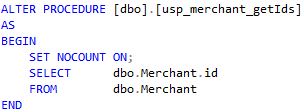 ALTER PROCEDURE [dbo].[usp_merchant_getIds]
AS
BEGIN
SET NOCOUNT ON;
SELECT dbo.Merchant.id
FROM dbo.Merchant
END